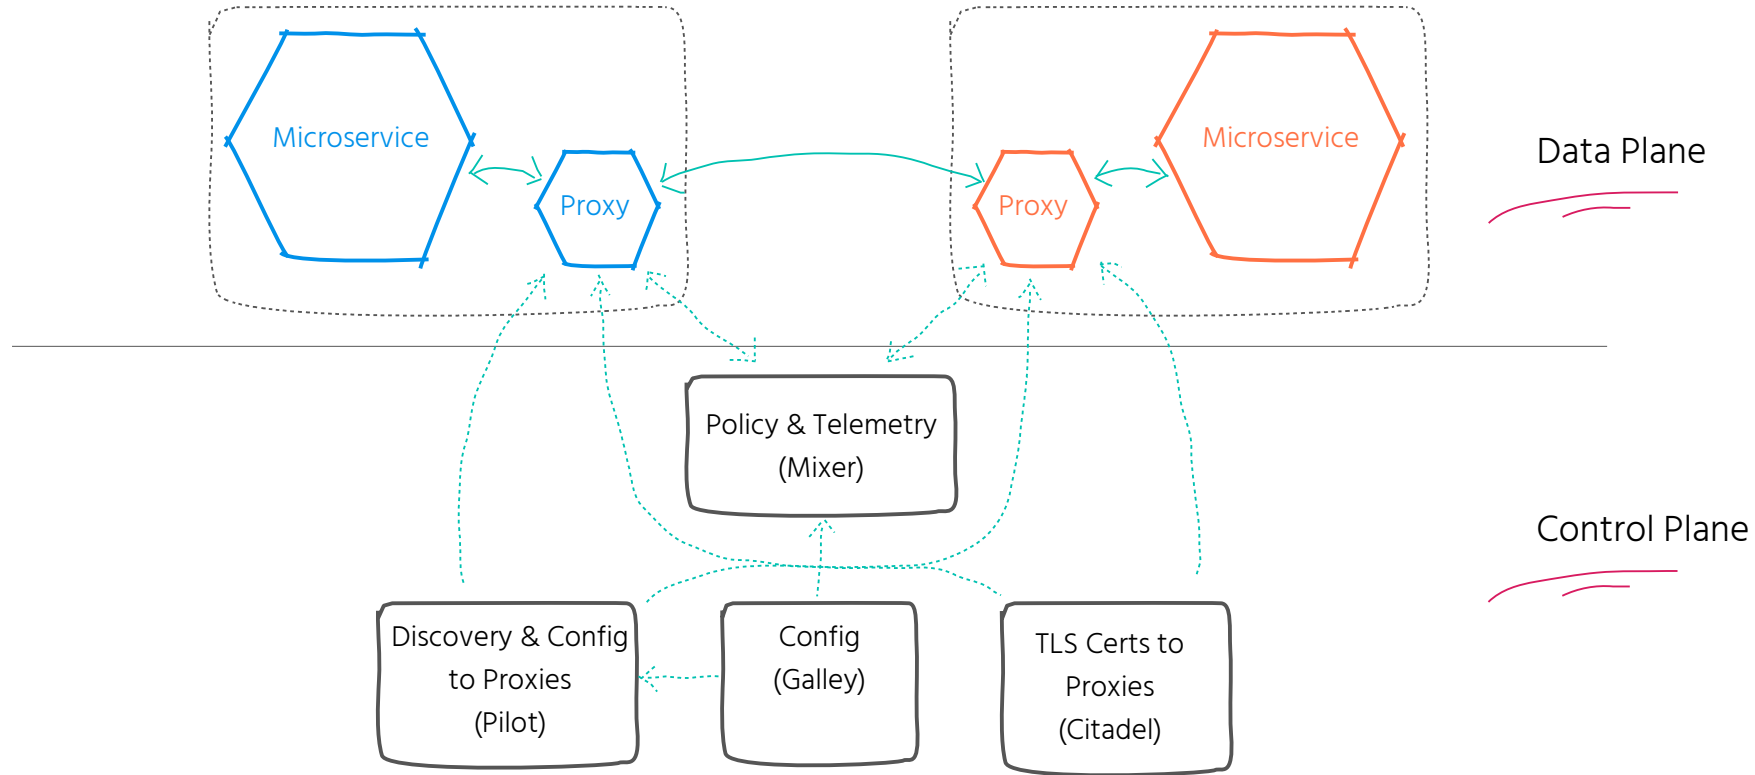 Microservice
Proxy
Proxy
Microservice
Data Plane
Policy & Telemetry
(Mixer)
Control Plane
Discovery & Config
to Proxies
(Pilot)
Config
(Galley)
TLS Certs to
Proxies
(Citadel)